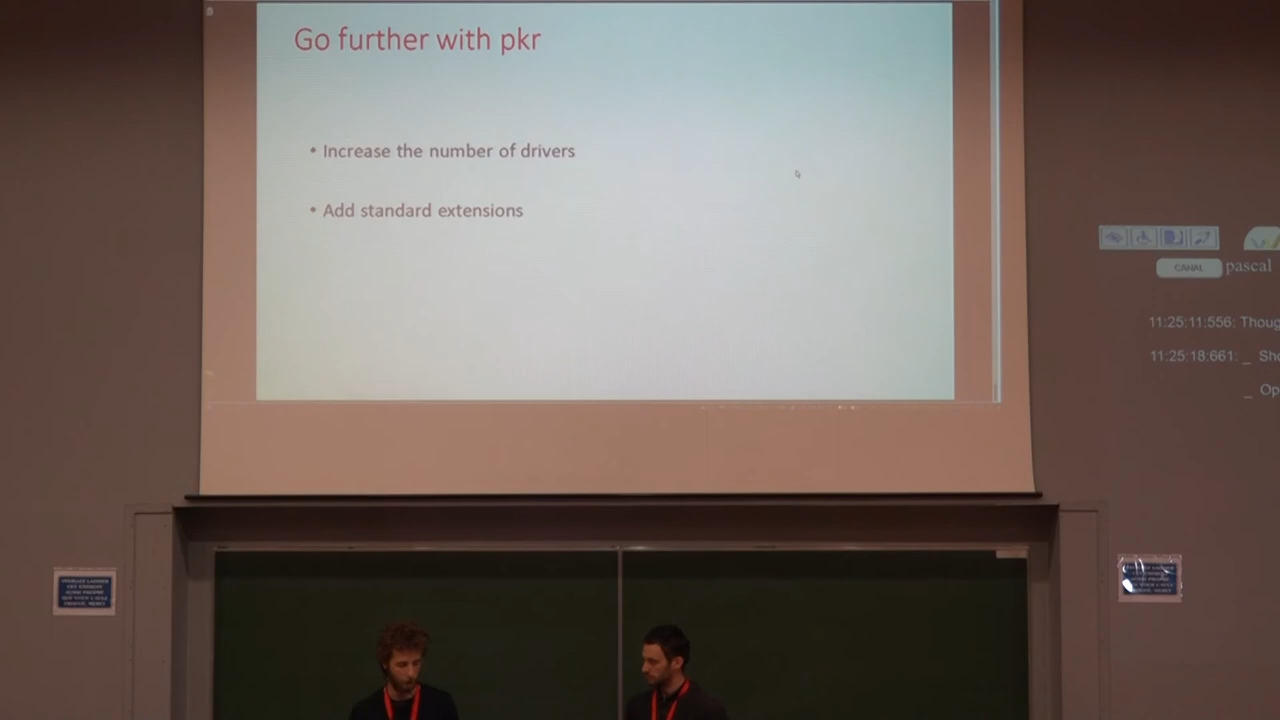 Go further with pkr
• Increase the number of drivers
• Add standard extensions
CANAL pascal
11:25:11:556: Thoug
11:25:18:661: _ Sho
_ Op